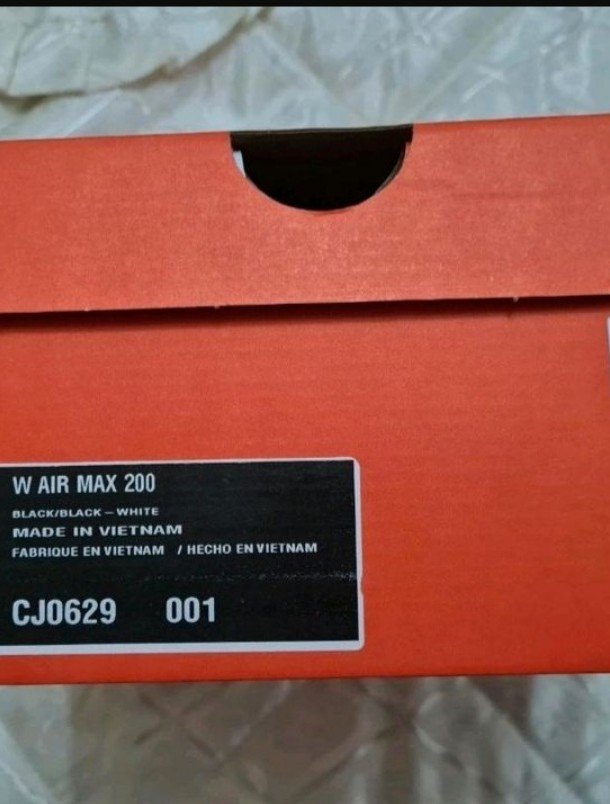 W AIR MAX 200
BLACK/BLACK – WHITE
MADE IN VIETNAM
FABRIQUE EN VIETNAM / HECHO EN VIETNAM
CJ0629 001